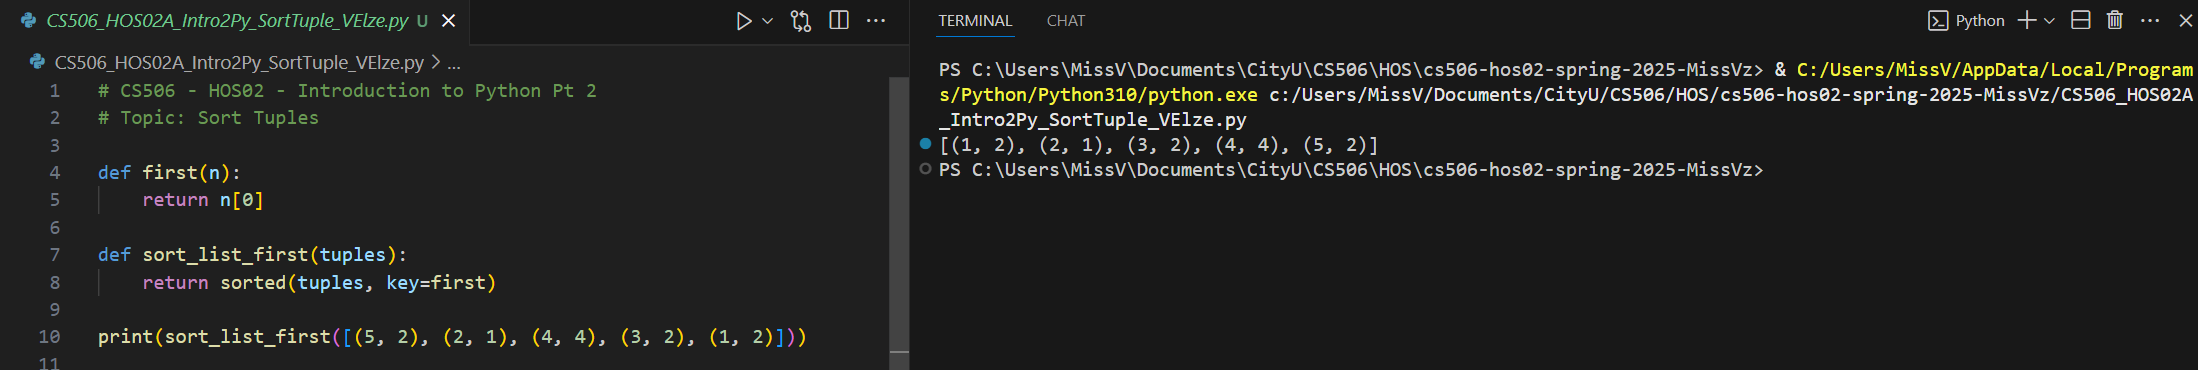 CS506_HOS02A_Intro2Py_SortTuple_VElze.py U
CS506_HOS02A_Intro2Py_SortTuple_VElze.py > ...
1 # CS506 - HOS02 - Introduction to Python Pt 2
2 # Topic: Sort Tuples
3
4 def first(n):
5     return n[0]
6
7 def sort_list_first(tuples):
8     return sorted(tuples, key=first)
9
10 print(sort_list_first([(5, 2), (2, 1), (4, 4), (3, 2), (1, 2)]))
11
TERMINAL CHAT
Python
PS C:\Users\MissV\Documents\CityU\CS506\HOS\cs506-hos02-spring-2025-MissVz> & C:/Users/MissV/AppData/Local/Program
s/Python/Python310/python.exe c:/Users/MissV/Documents/CityU/CS506/HOS/cs506-hos02-spring-2025-MissVz/CS506_HOS02A
_Intro2Py_SortTuple_VElze.py
[(1, 2), (2, 1), (3, 2), (4, 4), (5, 2)]
PS C:\Users\MissV\Documents\CityU\CS506\HOS\cs506-hos02-spring-2025-MissVz>